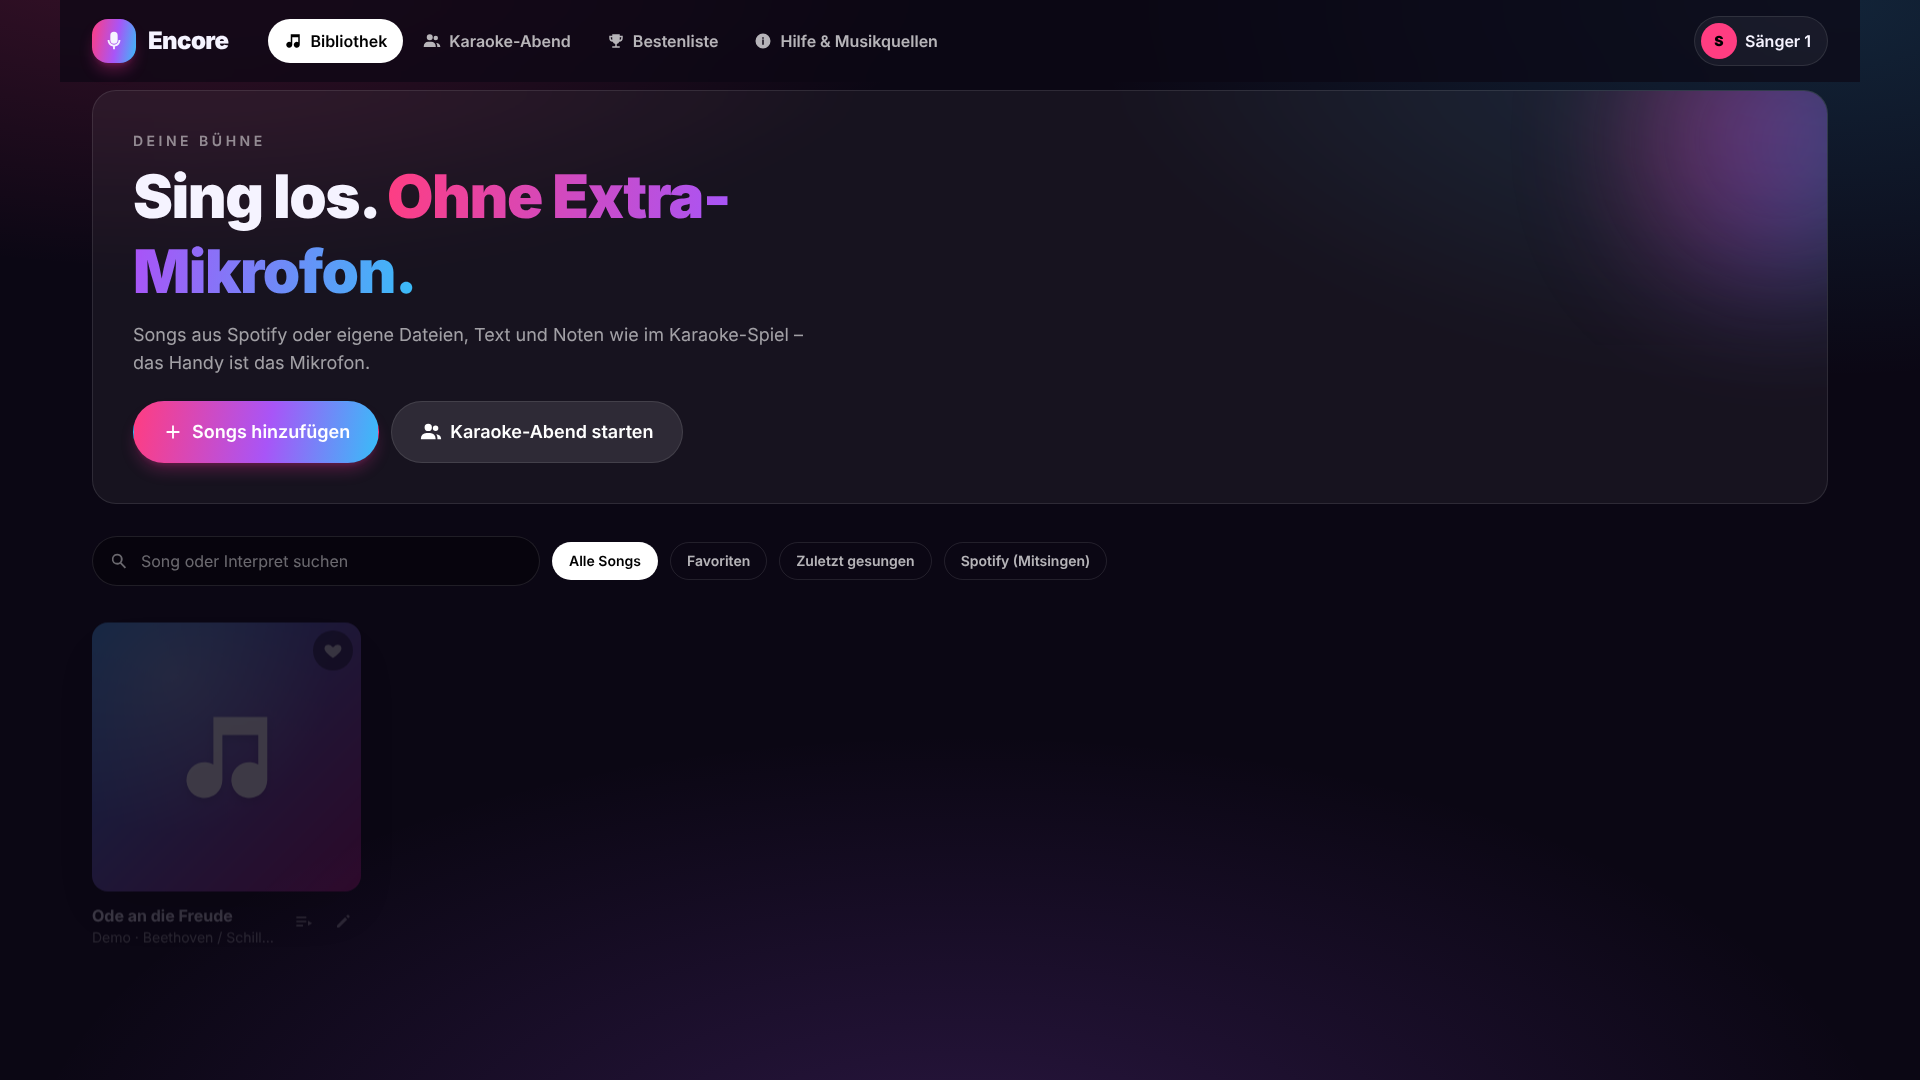 Encore
Bibliothek
Karaoke-Abend
Bestenliste
Hilfe & Musikquellen
S
Sänger 1
DEINE BÜHNE
Sing los. Ohne Extra-
Mikrofon.
Songs aus Spotify oder eigene Dateien, Text und Noten wie im Karaoke-Spiel –
das Handy ist das Mikrofon.
Songs hinzufügen
Karaoke-Abend starten
Song oder Interpret suchen
Alle Songs
Favoriten
Zuletzt gesungen
Spotify (Mitsingen)
Ode an die Freude
Demo · Beethoven / Schill...